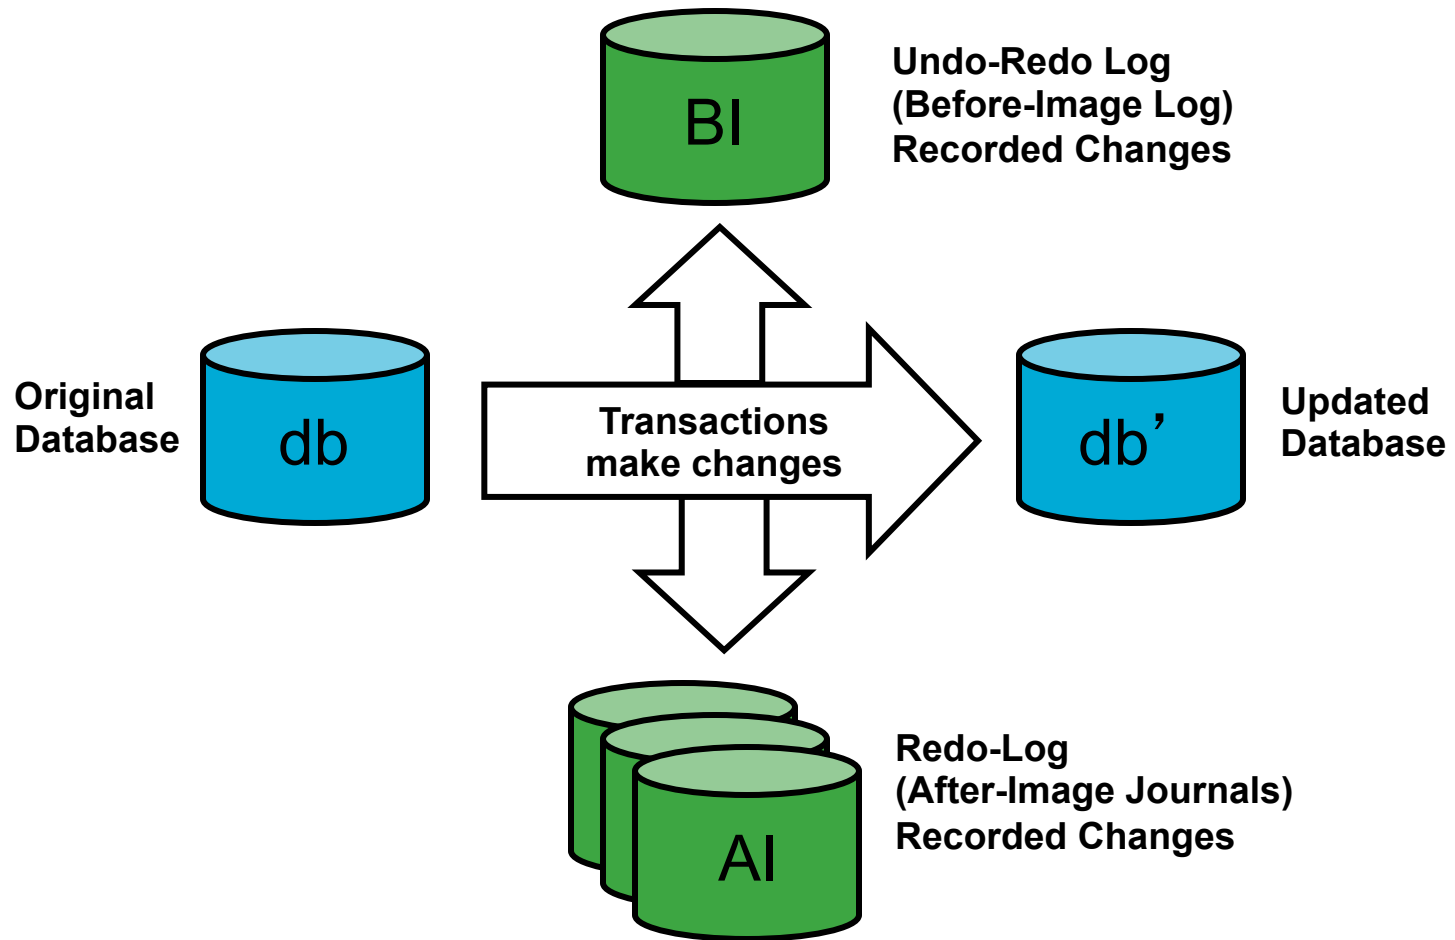 BI
Undo-Redo Log
(Before-Image Log)
Recorded Changes
Original
Database
db
Transactions
make changes
db’
Updated
Database
AI
Redo-Log
(After-Image Journals)
Recorded Changes